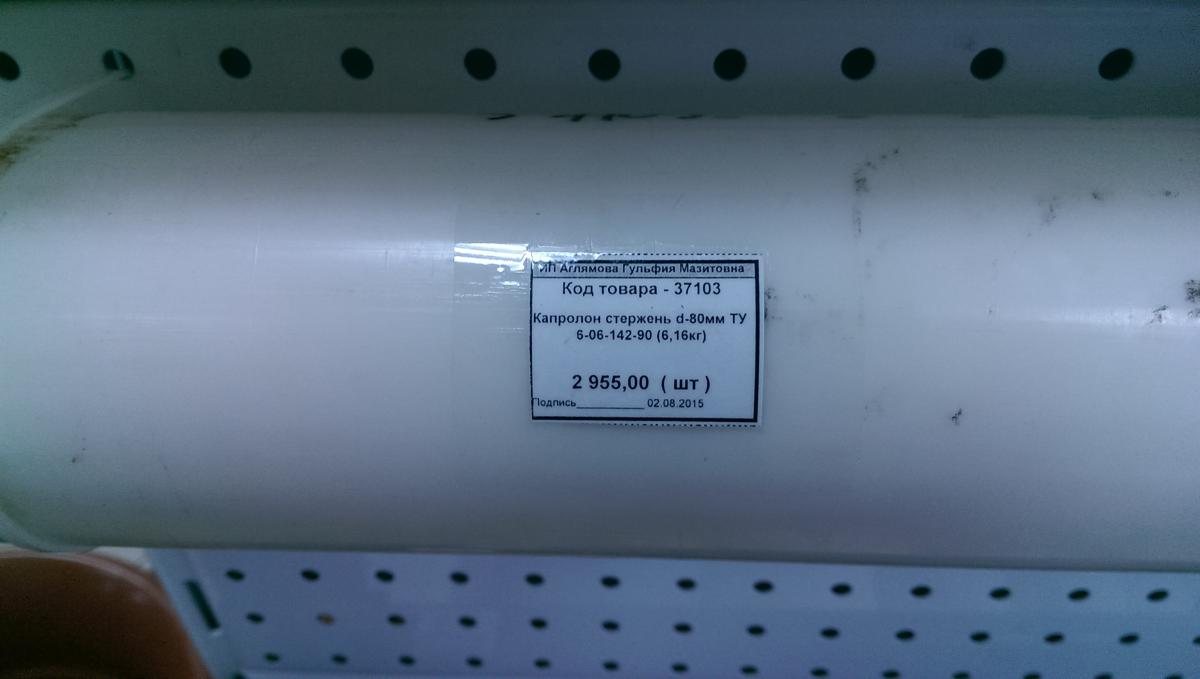 ИП Аглямова Гульфия Мазитовна
Код товара - 37103
Капролон стержень d-80мм ТУ
6-06-142-90 (6,16кг)
2 955,00 ( шт )
Подпись____________ 02.08.2015